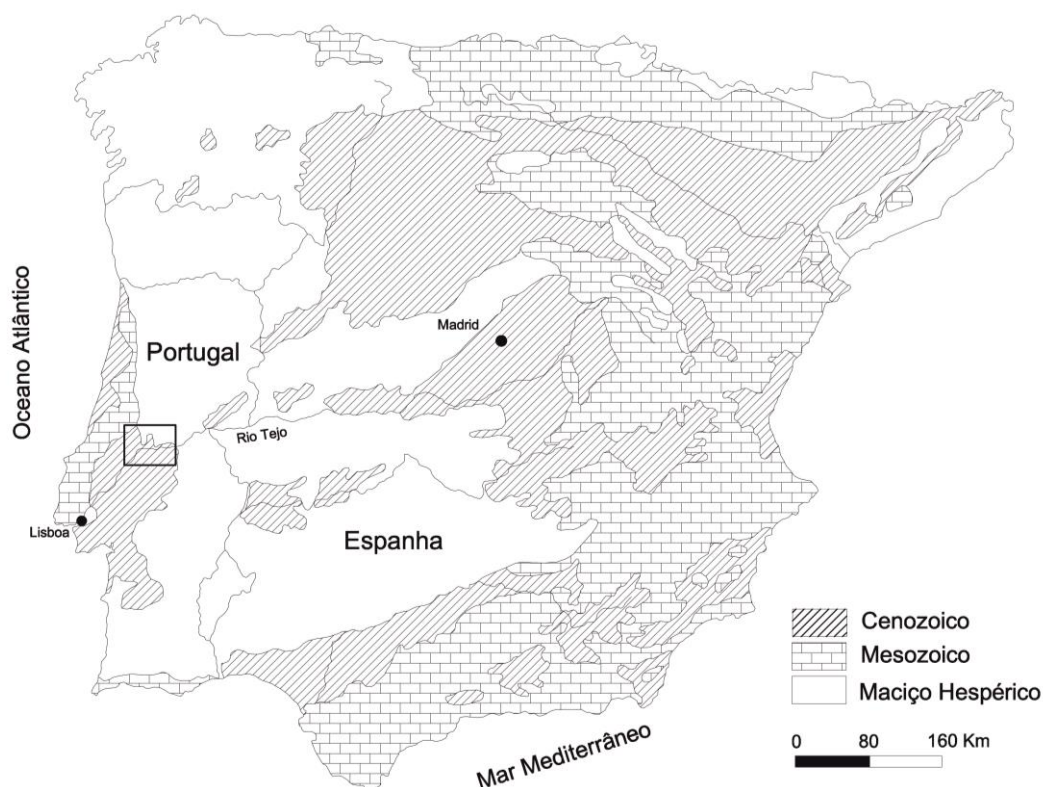 Oceano Atlântico
Madrid
Portugal
Rio Tejo
Lisboa
Espanha
Cenozoico
Mesozoico
Maciço Hespérico
0 80 160 Km
Mar Mediterrâneo